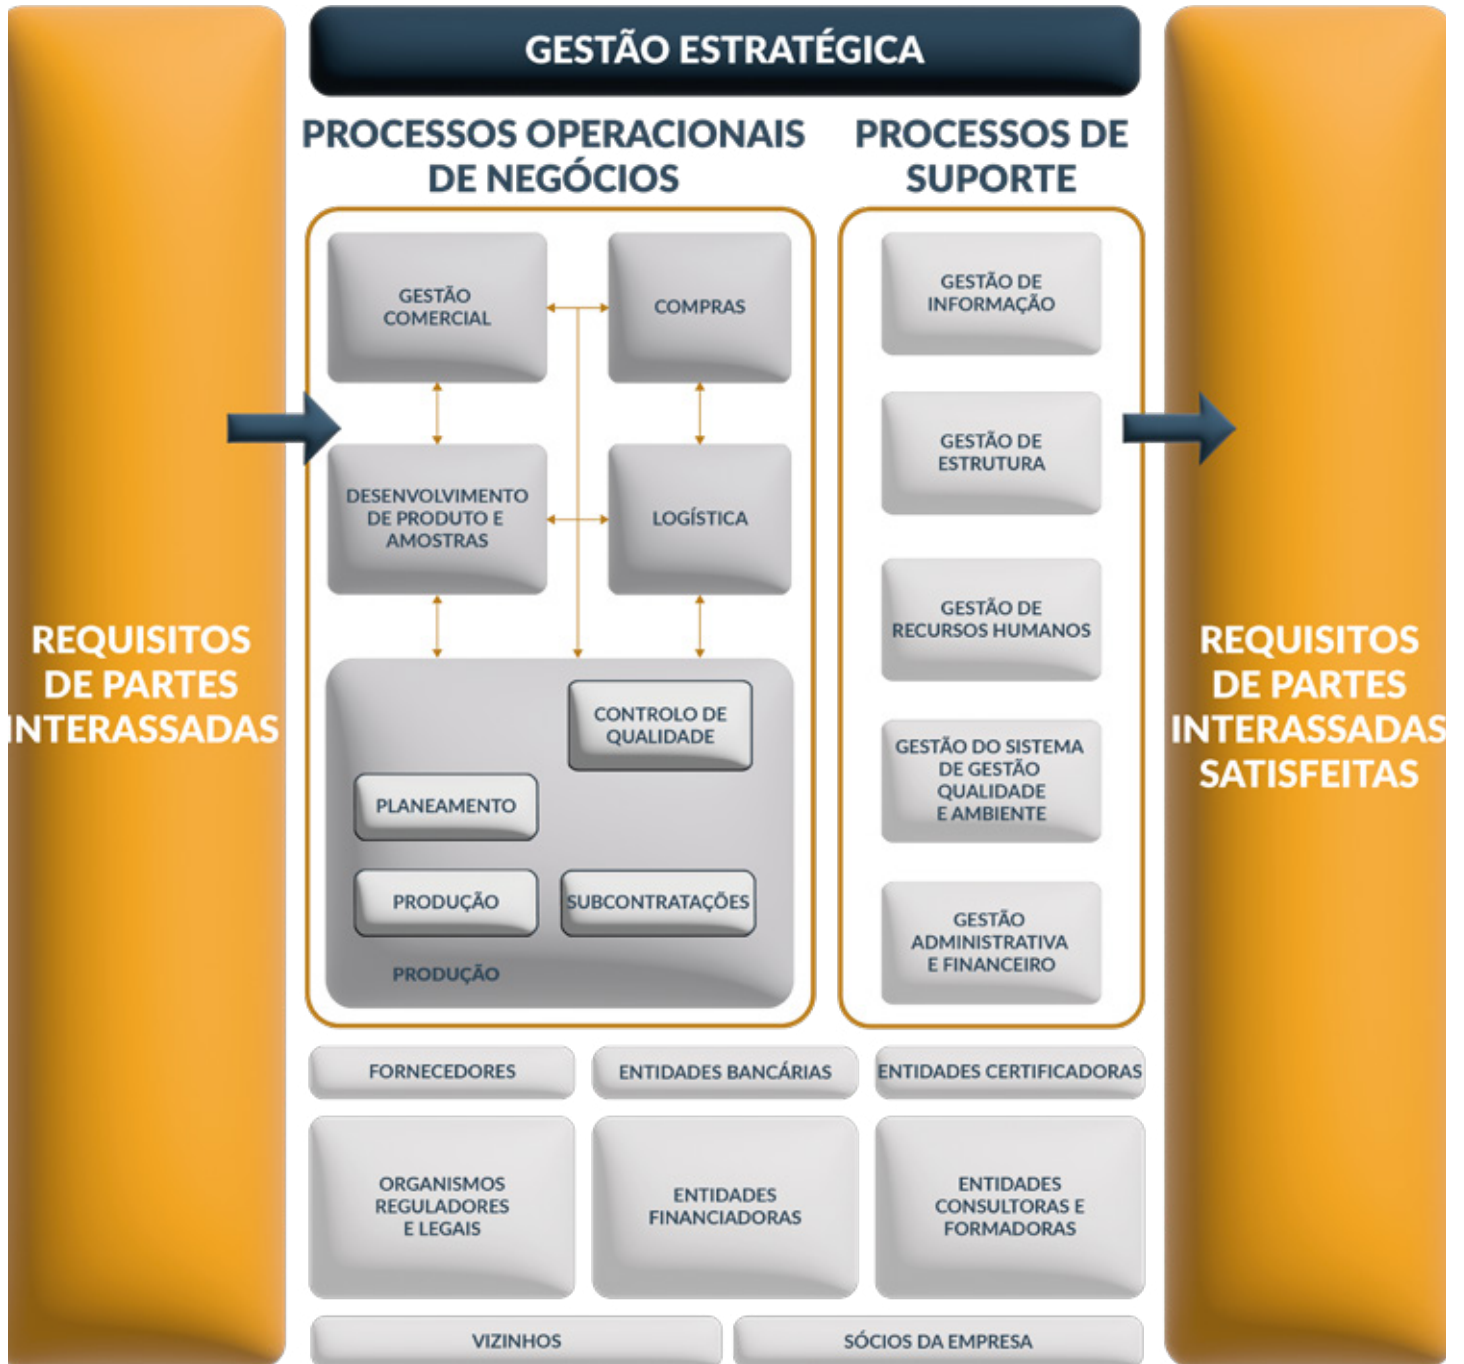 GESTÃO ESTRATÉGICA
PROCESSOS OPERACIONAIS
DE NEGÓCIOS
PROCESSOS DE
SUPORTE
REQUISITOS
DE PARTES
INTERASSADAS
GESTÃO
COMERCIAL
COMPRAS
DESENVOLVIMENTO
DE PRODUTO E
AMOSTRAS
LOGÍSTICA
CONTROLO DE
QUALIDADE
PLANEAMENTO
PRODUÇÃO
SUBCONTRATAÇÕES
PRODUÇÃO
GESTÃO DE
INFORMAÇÃO
GESTÃO DE
ESTRUTURA
GESTÃO DE
RECURSOS HUMANOS
GESTÃO DO SISTEMA
DE GESTÃO
QUALIDADE
E AMBIENTE
GESTÃO
ADMINISTRATIVA
E FINANCEIRO
REQUISITOS
DE PARTES
INTERASSADAS
SATISFEITAS
FORNECEDORES
ENTIDADES BANCÁRIAS
ENTIDADES CERTIFICADORAS
ORGANISMOS
REGULADORES
E LEGAIS
ENTIDADES
FINANCIADORAS
ENTIDADES
CONSULTORAS E
FORMADORAS
VIZINHOS
SÓCIOS DA EMPRESA